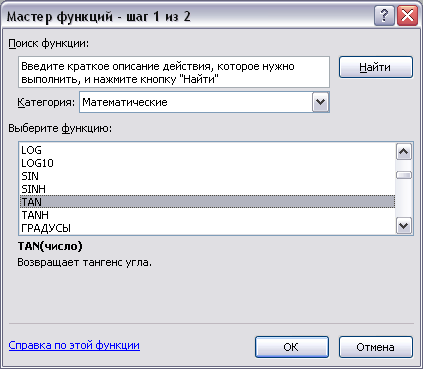 Мастер функций - шаг 1 из 2
Поиск функции:
Введите краткое описание действия, которое нужно
выполнить, и нажмите кнопку "Найти"
Найти
Категория: Математические
Выберите функцию:
LOG
LOG10
SIN
SINH
TAN
TANH
ГРАДУСЫ
TAN(число)
Возвращает тангенс угла.
Справка по этой функции
ОК
Отмена